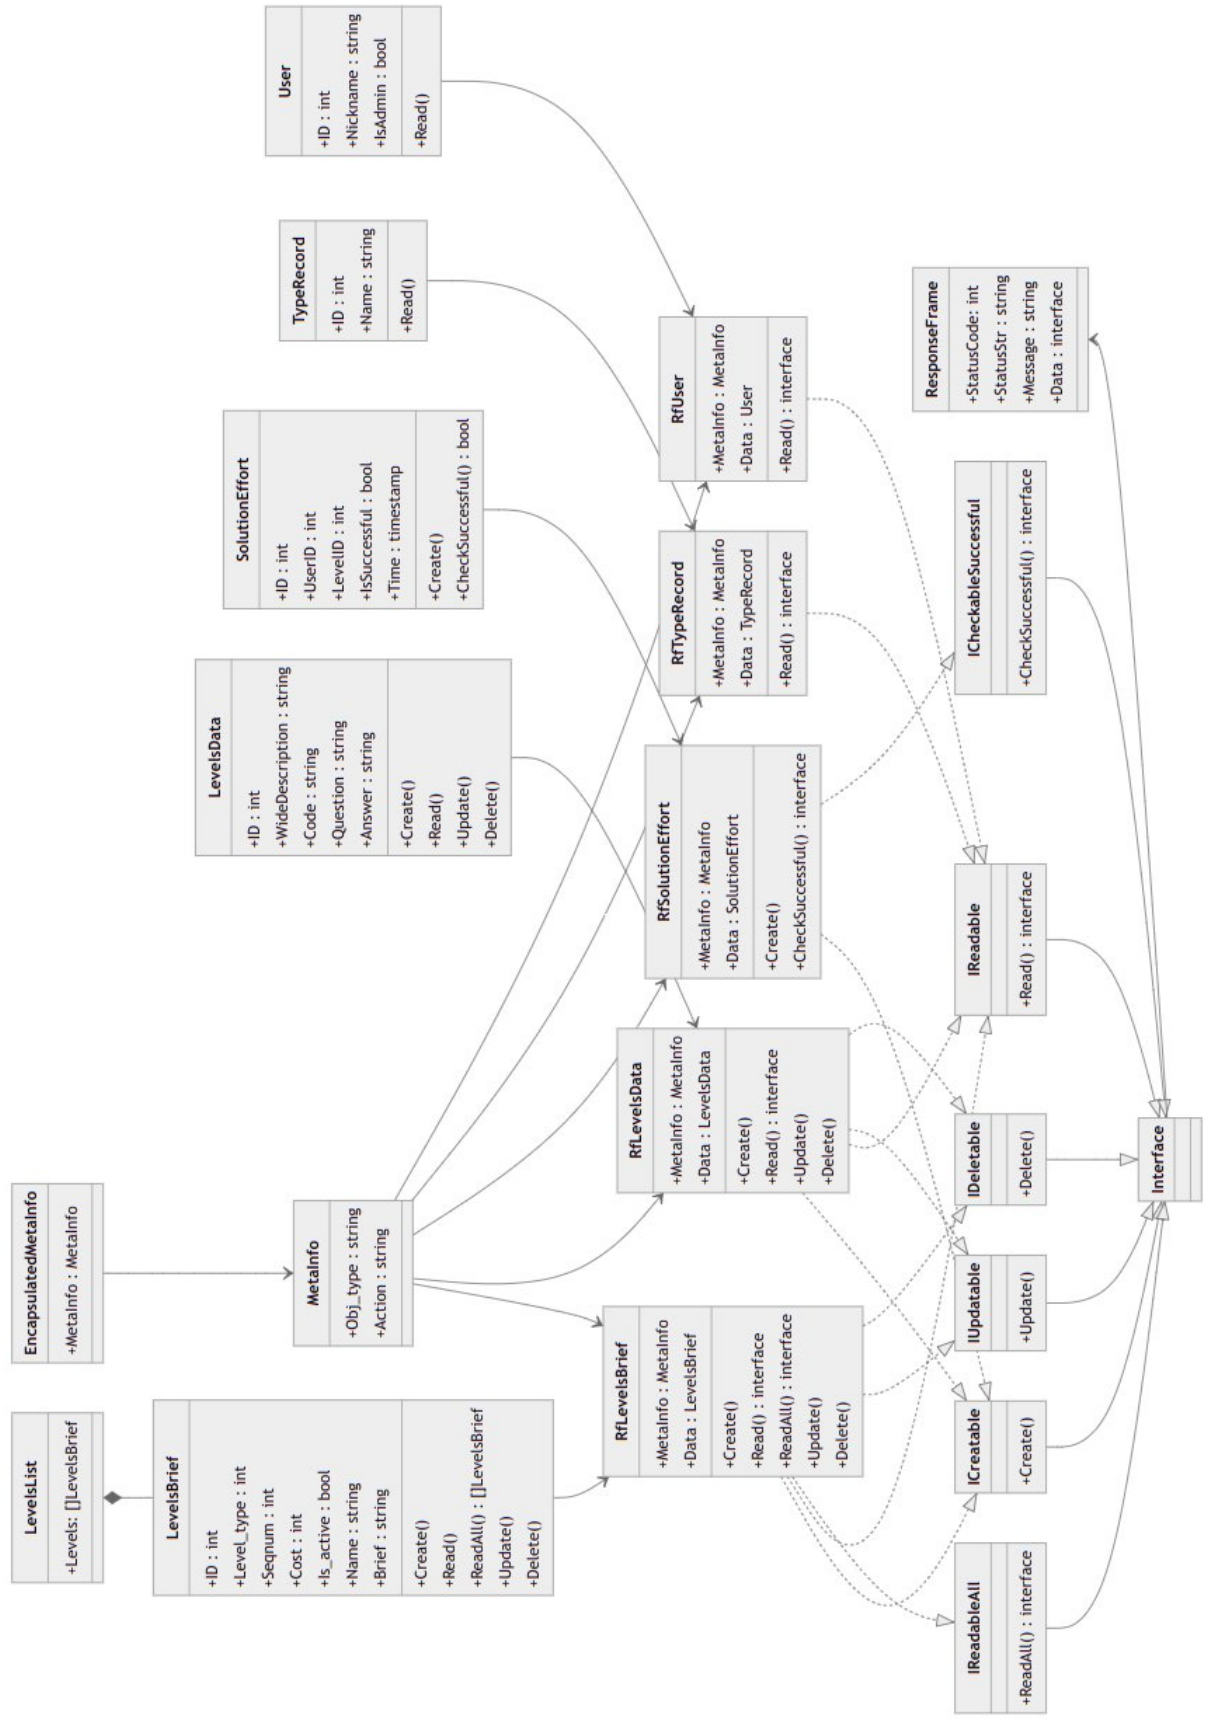 LevelsList
+Levels: []LevelsBrief
EncapsulatedMetaInfo
+MetaInfo : MetaInfo
LevelsBrief
+ID : int
+Level_type : int
+Seqnum : int
+Cost : int
+Is_active : bool
+Name : string
+Brief : string
+Create()
+Read()
+ReadAll() : []LevelsBrief
+Update()
+Delete()
MetaInfo
+Obj_type : string
+Action : string
LevelsData
+ID : int
+WideDescription : string
+Code : string
+Question : string
+Answer : string
+Create()
+Read()
+Update()
+Delete()
SolutionEffort
+ID : int
+UserID : int
+LevelID : int
+IsSuccessful : bool
+Time : timestamp
+Create()
+CheckSuccessful() : bool
TypeRecord
+ID : int
+Name : string
+Read()
User
+ID : int
+Nickname : string
+IsAdmin : bool
+Read()
RfLevelsBrief
+MetaInfo : MetaInfo
+Data : LevelsBrief
+Create()
+Read() : interface
+ReadAll() : interface
+Update()
+Delete()
RfLevelsData
+MetaInfo : MetaInfo
+Data : LevelsData
+Create()
+Read() : interface
+Update()
+Delete()
RfSolutionEffort
+MetaInfo : MetaInfo
+Data : SolutionEffort
+Create()
+CheckSuccessful() : interface
RfTypeRecord
+MetaInfo : MetaInfo
+Data : TypeRecord
+Read() : interface
RfUser
+MetaInfo : MetaInfo
+Data : User
+Read() : interface
IReadableAll
+ReadAll() : interface
ICreatable
+Create()
IUpdatable
+Update()
IDeletable
+Delete()
IReadable
+Read() : interface
ICheckableSuccessful
+CheckSuccessful() : interface
ResponseFrame
+StatusCode: int
+StatusStr : string
+Message : string
+Data : interface
Interface